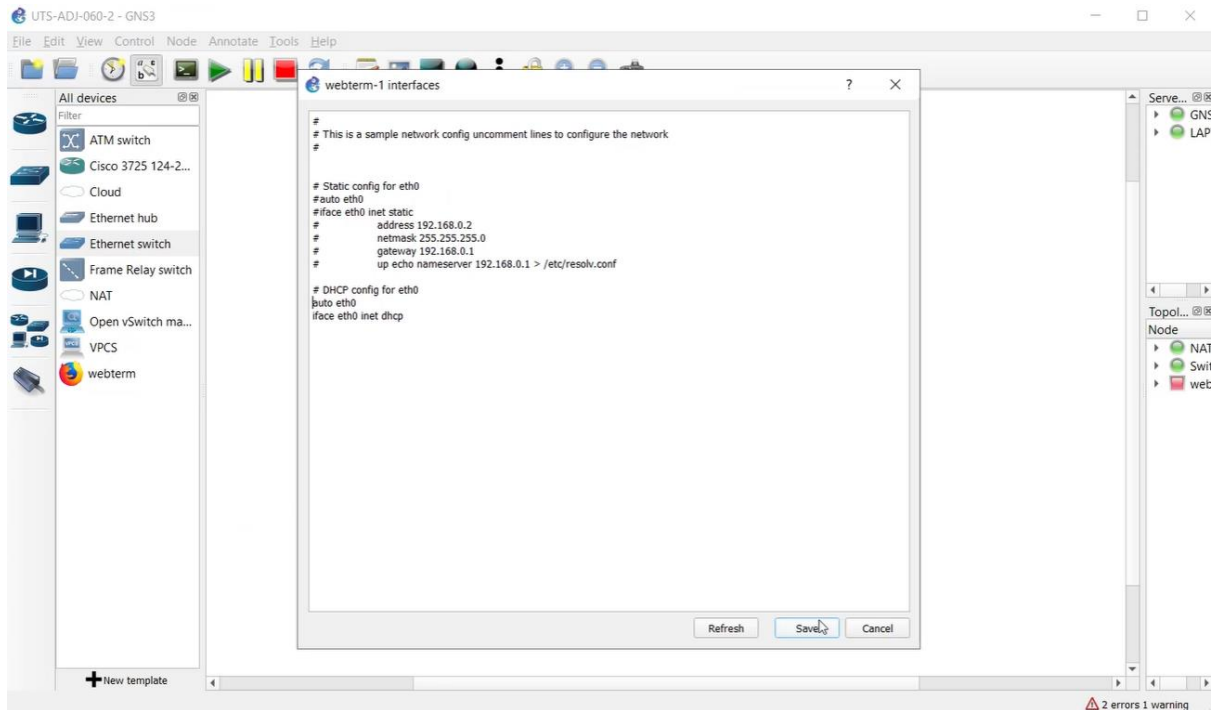 UTS-ADJ-060-2 - GNS3
File Edit View Control Node Annotate Tools Help
All devices
Filter
ATM switch
Cisco 3725 124-2...
Cloud
Ethernet hub
Ethernet switch
Frame Relay switch
NAT
Open vSwitch ma...
VPCS
webterm
New template
webterm-1 interfaces
#
# This is a sample network config uncomment lines to configure the network
#
# Static config for eth0
#auto eth0
#iface eth0 inet static
# address 192.168.0.2
# netmask 255.255.255.0
# gateway 192.168.0.1
# up echo nameserver 192.168.0.1 > /etc/resolv.conf
# DHCP config for eth0
auto eth0
iface eth0 inet dhcp
Refresh Save Cancel
Serve...
GNS
LAP
Topol...
Node
NAT
Swit
web
2 errors 1 warning